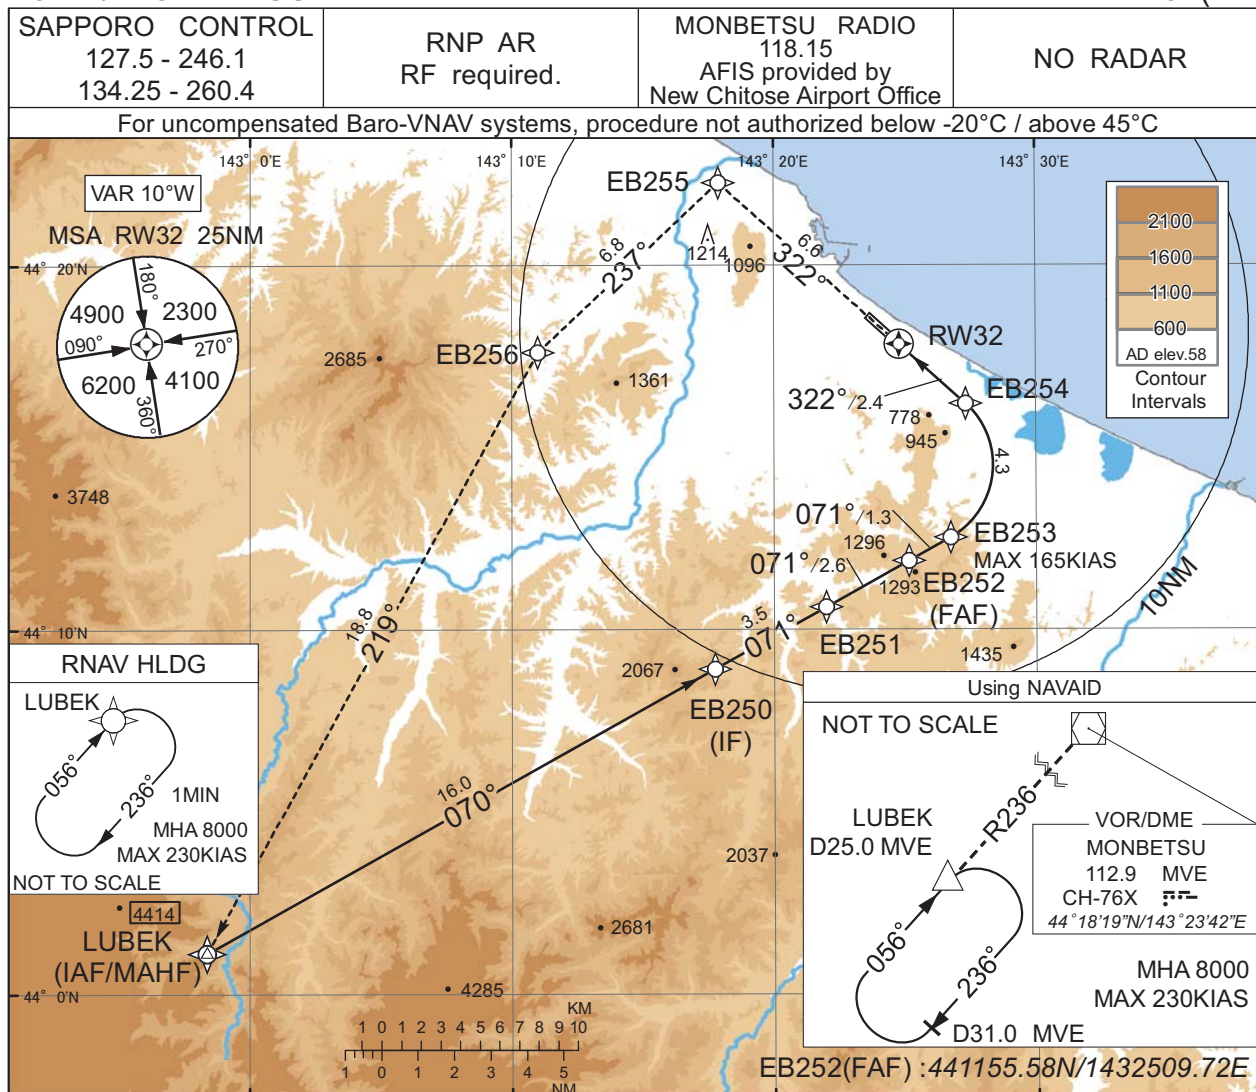 SAPPORO CONTROL
127.5 - 246.1
134.25 - 260.4
RNP AR
RF required.
MONBETSU RADIO
118.15
AFIS provided by
New Chitose Airport Office
NO RADAR
For uncompensated Baro-VNAV systems, procedure not authorized below -20°C / above 45°C
143° 0'E
143° 10'E
143° 20'E
143° 30'E
VAR 10°W
MSA RW32 25NM
180°
4900
2300
090°
270°
6200
4100
360°
44° 20'N
EB255
6.8
237°
1214
1096
6.6
322°
2100
1600
1100
600
AD elev.58
Contour
Intervals
RW32
EB256
2685
1361
322°/2.4
EB254
778
945
4.3
3748
071°/1.3
EB253
MAX 165KIAS
1296
071°/2.6
1293
EB252
(FAF)
10NM
18.8
219°
3.5
071°
EB251
44° 10'N
1435
2067
EB250
(IF)
RNAV HLDG
LUBEK
056°
236°
1MIN
MHA 8000
MAX 230KIAS
NOT TO SCALE
16.0
070°
2037
4414
LUBEK
(IAF/MAHF)
2681
4285
44° 0'N
Using NAVAID
NOT TO SCALE
R236
LUBEK
D25.0 MVE
VOR/DME
MONBETSU
112.9 MVE
CH-76X
44°18'19"N/143°23'42"E
056°
236°
MHA 8000
MAX 230KIAS
D31.0 MVE
KM
1 0 1 2 3 4 5 6 7 8 9 10
1 0 1 2 3 4 5
NM
EB252(FAF) :441155.58N/1432509.72E